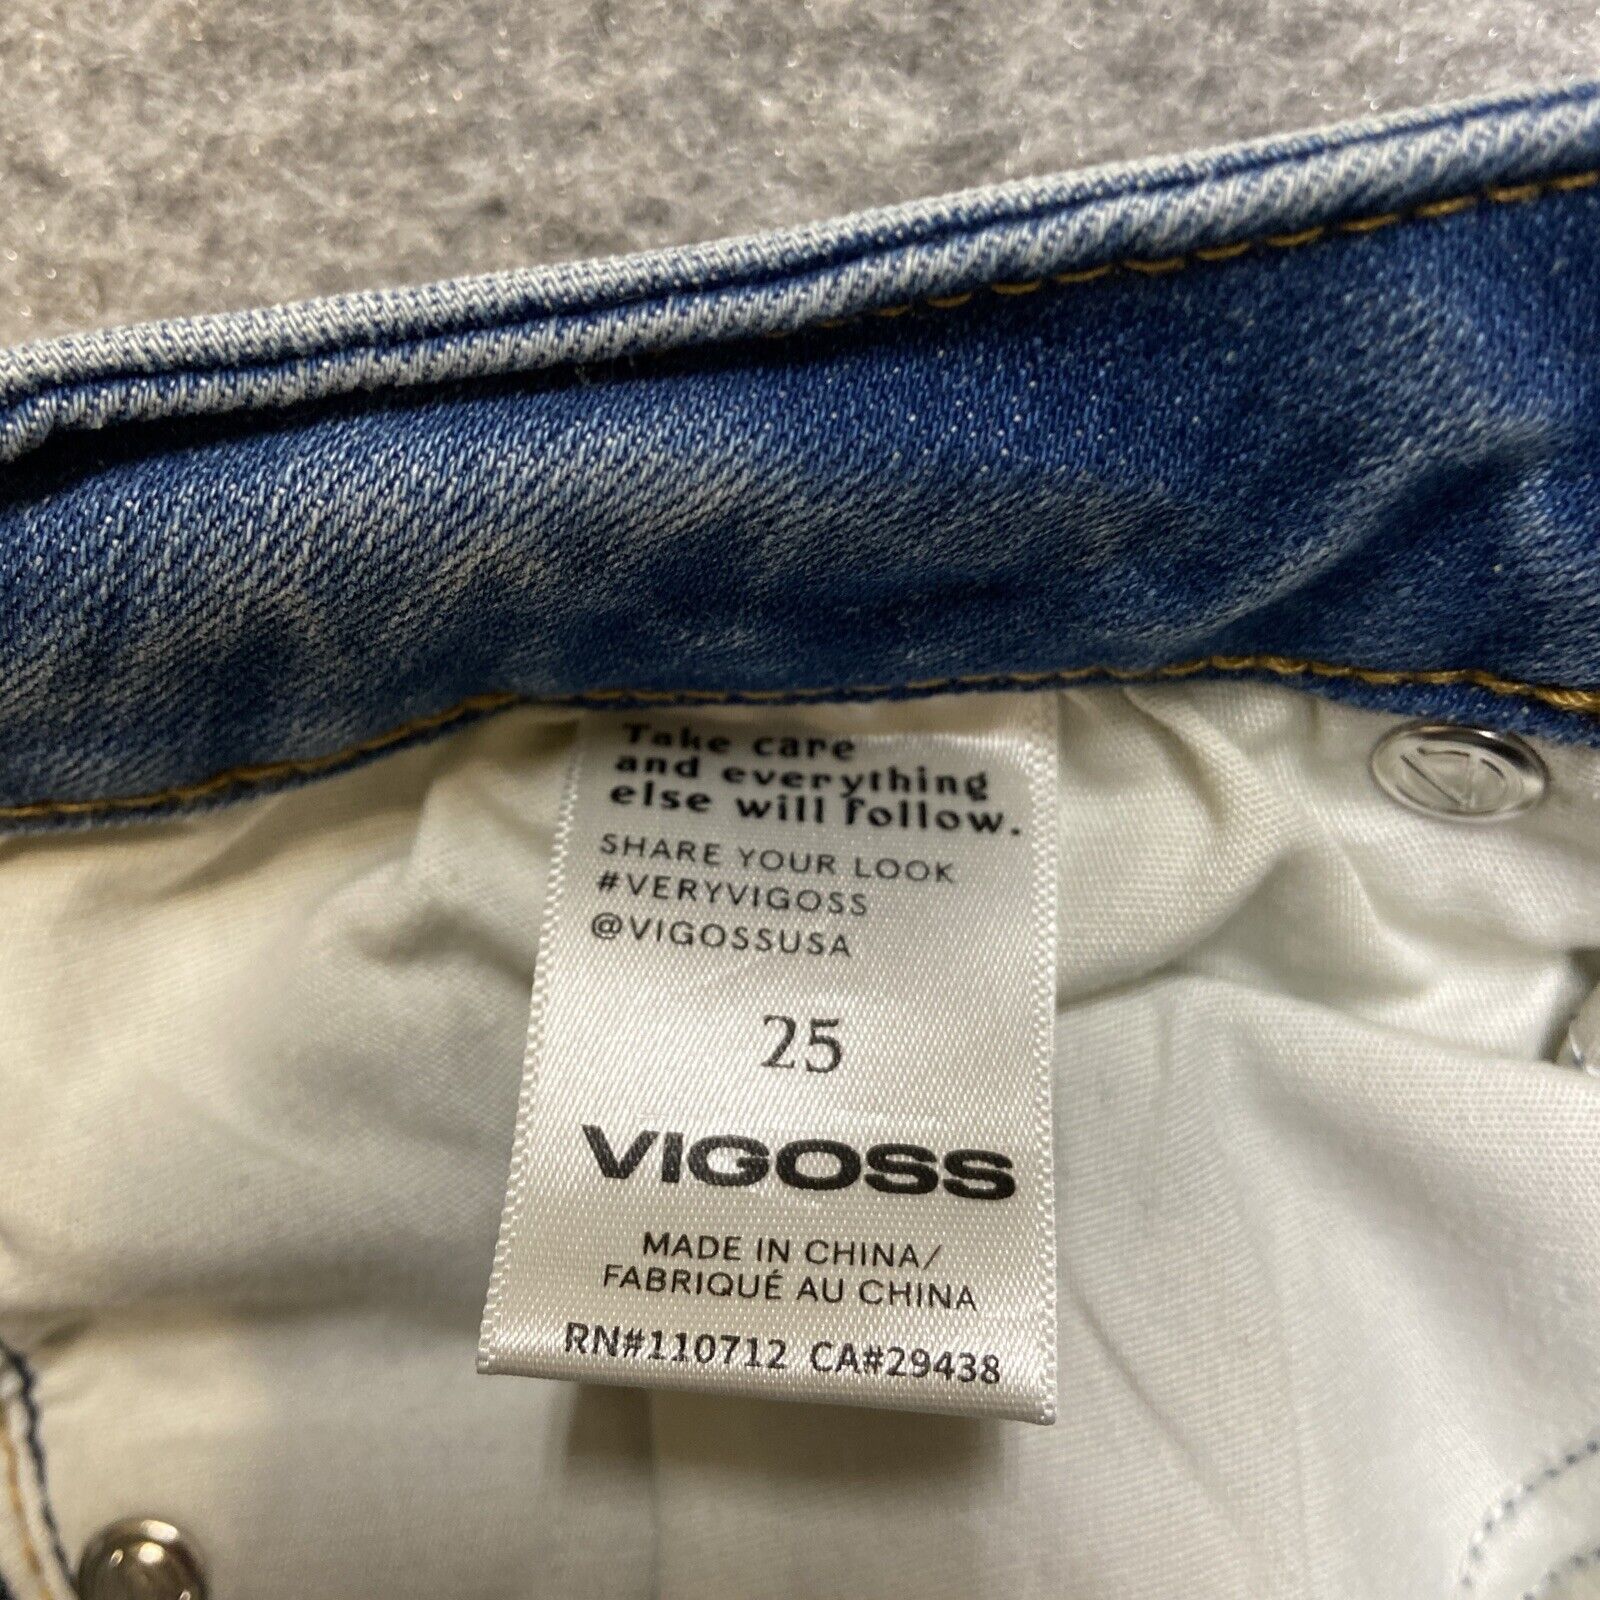 Take care
and everything
else will follow.
SHARE YOUR LOOK
#VERYVIGOSS
@VIGOSSUSA
25
VIGOSS
MADE IN CHINA/
FABRIQUÉ AU CHINA
RN#110712 CA#29438